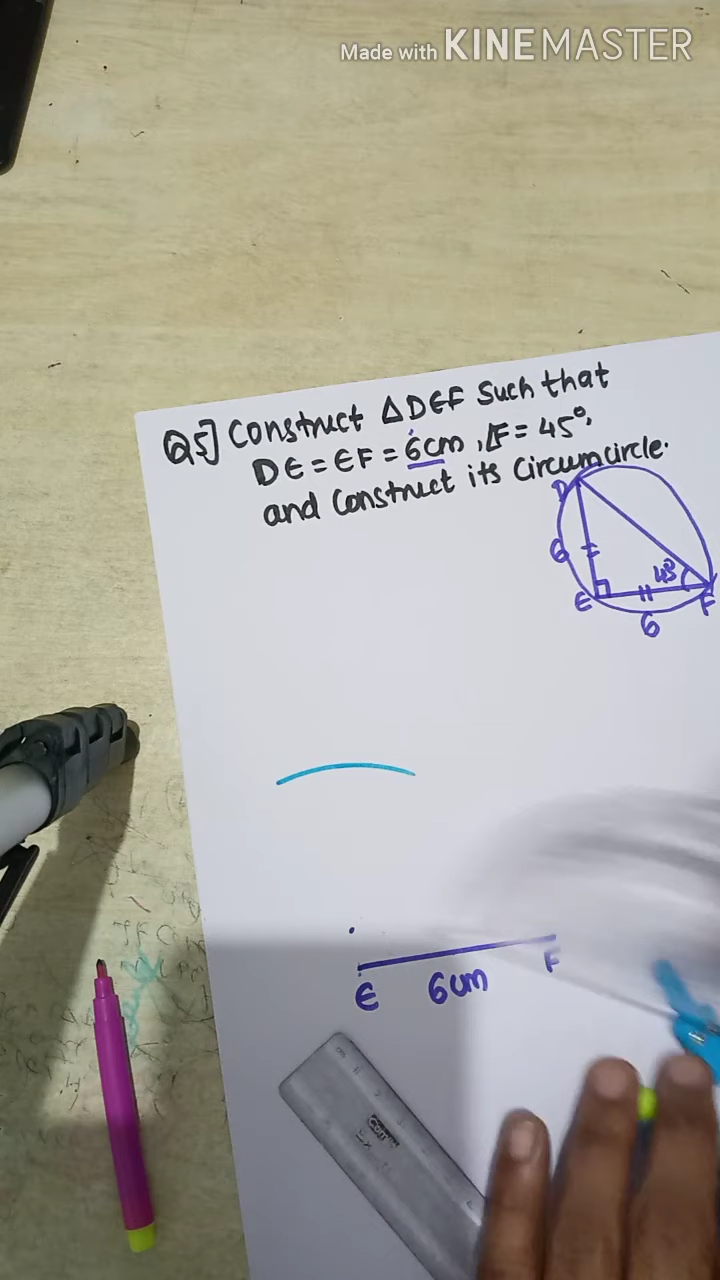 Made with KINEMASTER
Q5] Construct ΔDEF Such that
DE = EF = 6cm, ∠F = 45°,
and Construct its Circumcircle.
D
6
45°
E
F
6
E 6cm F